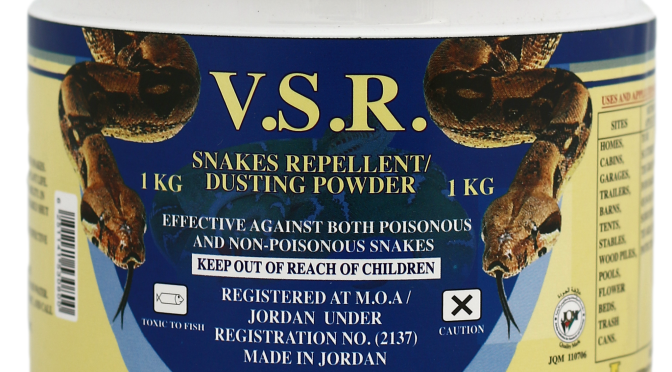 V.S.R.
SNAKES REPELLENT/
DUSTING POWDER
1 KG
1 KG
EFFECTIVE AGAINST BOTH POISONOUS
AND NON-POISONOUS SNAKES
KEEP OUT OF REACH OF CHILDREN
REGISTERED AT M.O.A /
JORDAN UNDER
REGISTRATION NO. (2137)
MADE IN JORDAN
TOXIC TO FISH
CAUTION
JQM 110706
USES AND
SITES
HOMES,
CABINS,
GARAGES,
TRAILERS,
BARNS,
TENTS,
STABLES,
WOOD PILES,
POOLS,
FLOWER
BEDS,
TRASH
CANS.